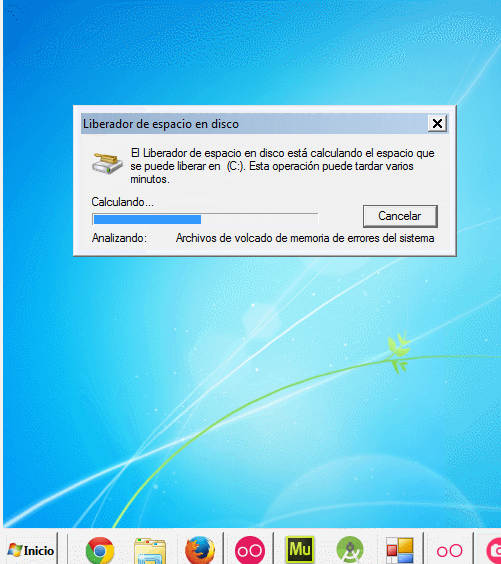 Liberador de espacio en disco
El Liberador de espacio en disco está calculando el espacio que
se puede liberar en (C:). Esta operación puede tardar varios
minutos.
Calculando...
Cancelar
Analizando: Archivos de volcado de memoria de errores del sistema
Inicio
Mu